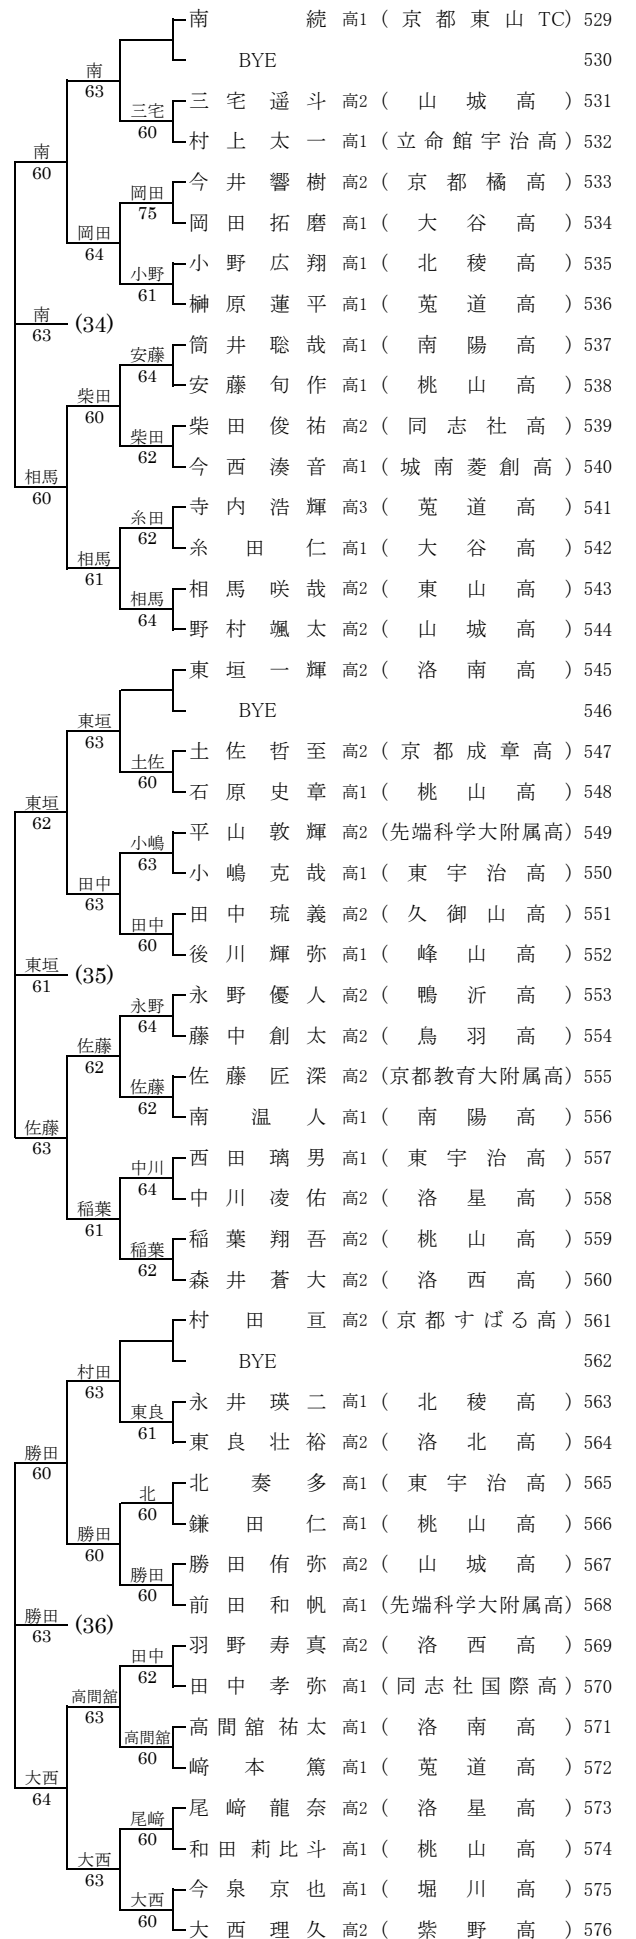 南 続 高1 ( 京 都 東 山 TC) 529
BYE 530
南
63
三 宅 遥 斗 高2 ( 山 城 高 ) 531
三宅
60
村 上 太 一 高1 ( 立 命 館 宇 治 高 ) 532
南
60
今 井 響 樹 高2 ( 京 都 橘 高 ) 533
岡田
75
岡 田 拓 磨 高1 ( 大 谷 高 ) 534
岡田
64
小 野 広 翔 高1 ( 北 稜 高 ) 535
小野
61
榊 原 蓮 平 高1 ( 莵 道 高 ) 536
南
63
(34)
筒 井 聡 哉 高1 ( 南 陽 高 ) 537
安藤
64
安 藤 旬 作 高1 ( 桃 山 高 ) 538
柴田
60
柴 田 俊 祐 高2 ( 同 志 社 高 ) 539
柴田
62
今 西 湊 音 高1 ( 城 南 菱 創 高 ) 540
相馬
60
寺 内 浩 輝 高3 ( 莵 道 高 ) 541
糸田
62
糸 田 仁 高1 ( 大 谷 高 ) 542
相馬
61
相 馬 咲 哉 高2 ( 東 山 高 ) 543
相馬
64
野 村 颯 太 高2 ( 山 城 高 ) 544
東 垣 一 輝 高2 ( 洛 南 高 ) 545
BYE 546
東垣
63
土 佐 哲 至 高2 ( 京 都 成 章 高 ) 547
土佐
60
石 原 史 章 高1 ( 桃 山 高 ) 548
東垣
62
平 山 敦 輝 高2 (先端科学大附属高) 549
小嶋
63
小 嶋 克 哉 高1 ( 東 宇 治 高 ) 550
田中
63
田 中 琉 義 高2 ( 久 御 山 高 ) 551
田中
60
後 川 輝 弥 高1 ( 峰 山 高 ) 552
東垣
61
(35)
永 野 優 人 高2 ( 鴨 沂 高 ) 553
永野
64
藤 中 創 太 高2 ( 鳥 羽 高 ) 554
佐藤
62
佐 藤 匠 深 高2 (京都教育大附属高) 555
佐藤
62
南 温 人 高1 ( 南 陽 高 ) 556
佐藤
63
西 田 璃 男 高1 ( 東 宇 治 高 ) 557
中川
64
中 川 凌 佑 高2 ( 洛 星 高 ) 558
稲葉
61
稲 葉 翔 吾 高2 ( 桃 山 高 ) 559
稲葉
62
森 井 蒼 大 高2 ( 洛 西 高 ) 560
村 田 亘 高2 ( 京 都 す ば る 高 ) 561
BYE 562
村田
63
永 井 瑛 二 高1 ( 北 稜 高 ) 563
東良
61
東 良 壮 裕 高2 ( 洛 北 高 ) 564
勝田
60
北 奏 多 高1 ( 東 宇 治 高 ) 565
北
60
鎌 田 仁 高1 ( 桃 山 高 ) 566
勝田
60
勝 田 侑 弥 高2 ( 山 城 高 ) 567
勝田
60
前 田 和 帆 高1 (先端科学大附属高) 568
勝田
63
(36)
羽 野 寿 真 高2 ( 洛 西 高 ) 569
田中
62
田 中 孝 弥 高1 ( 同 志 社 国 際 高 ) 570
高間舘
63
高 間 舘 祐 太 高1 ( 洛 南 高 ) 571
高間舘
60
﨑 本 篤 高1 ( 莵 道 高 ) 572
大西
64
尾 﨑 龍 奈 高2 ( 洛 星 高 ) 573
尾﨑
60
和 田 莉 比 斗 高1 ( 桃 山 高 ) 574
大西
63
今 泉 京 也 高1 ( 堀 川 高 ) 575
大西
60
大 西 理 久 高2 ( 紫 野 高 ) 576